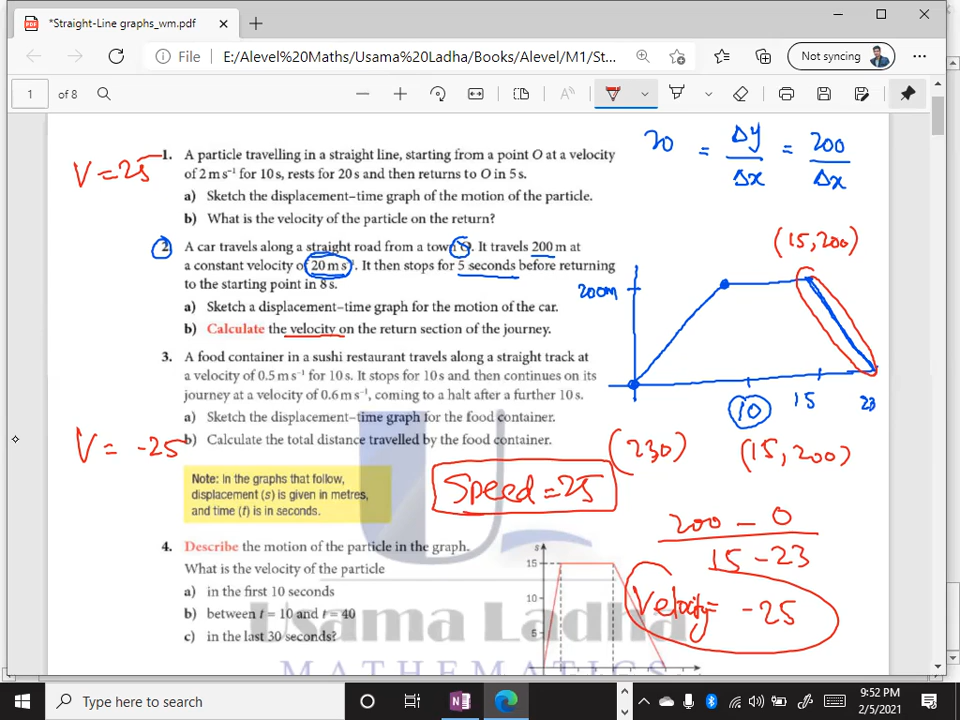 *Straight-Line graphs_wm.pdf
File
E:/Alevel%20Maths/Usama%20Ladha/Books/Alevel/M1/St...
Not syncing
1 of 8
V = 25
1. A particle travelling in a straight line, starting from a point O at a velocity
of 2 m s⁻¹ for 10 s, rests for 20 s and then returns to O in 5 s.
a) Sketch the displacement–time graph of the motion of the particle.
b) What is the velocity of the particle on the return?
2 A car travels along a straight road from a town O. It travels 200 m at
a constant velocity of 20 m s⁻¹. It then stops for 5 seconds before returning
to the starting point in 8 s.
a) Sketch a displacement–time graph for the motion of the car.
b) Calculate the velocity on the return section of the journey.
3. A food container in a sushi restaurant travels along a straight track at
a velocity of 0.5 m s⁻¹ for 10 s. It stops for 10 s and then continues on its
journey at a velocity of 0.6 m s⁻¹, coming to a halt after a further 10 s.
a) Sketch the displacement–time graph for the food container.
b) Calculate the total distance travelled by the food container.
V = -25
Note: In the graphs that follow,
displacement (s) is given in metres,
and time (t) is in seconds.
Speed = 25
4. Describe the motion of the particle in the graph.
What is the velocity of the particle
a) in the first 10 seconds
b) between t = 10 and t = 40
c) in the last 30 seconds?
s
15
10
5
Usama Ladha
MATHEMATICS
20 = Δy/Δx = 200/Δx
(15,200)
200m
10 15 23
(230) (15,200)
200 - 0
15 - 23
Velocity = -25
Type here to search
9:52 PM
2/5/2021